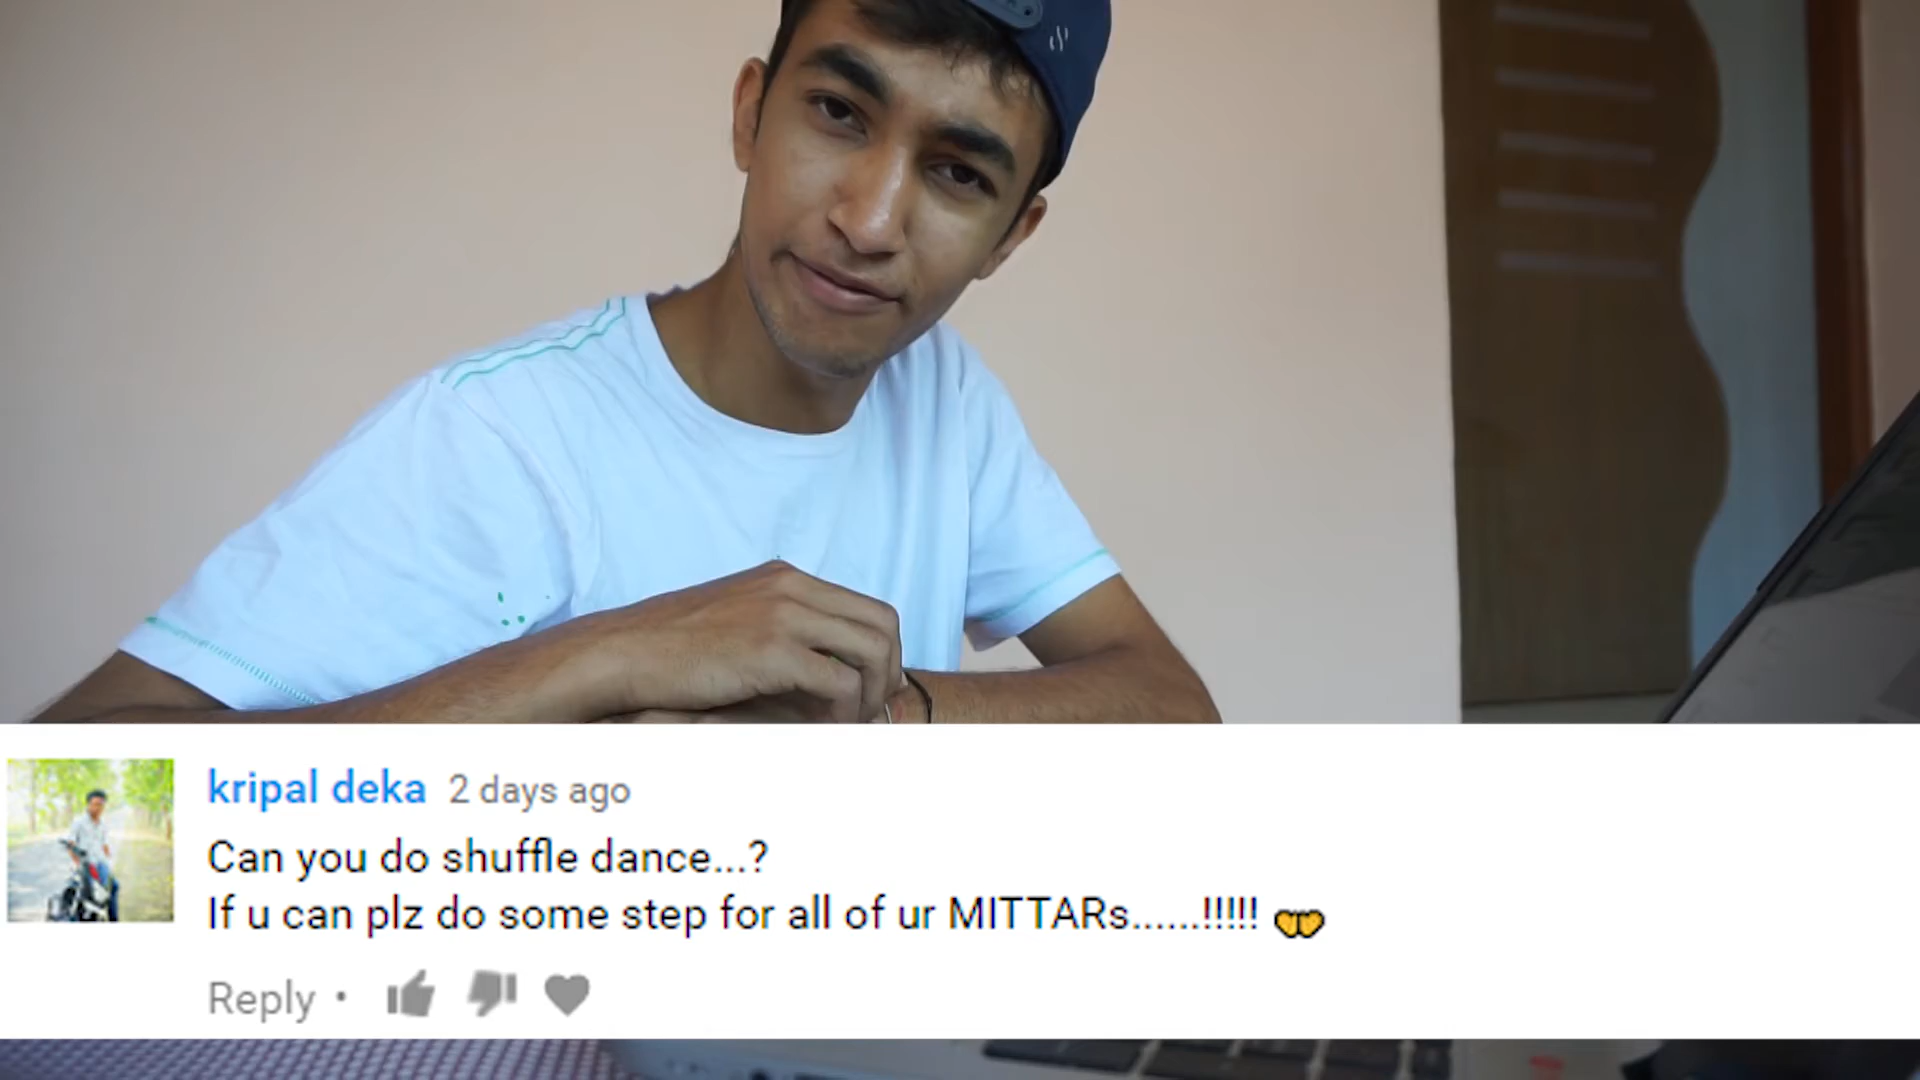 kripal deka 2 days ago
Can you do shuffle dance...?
If u can plz do some step for all of ur MITTARs......!!!!! 👐
Reply •